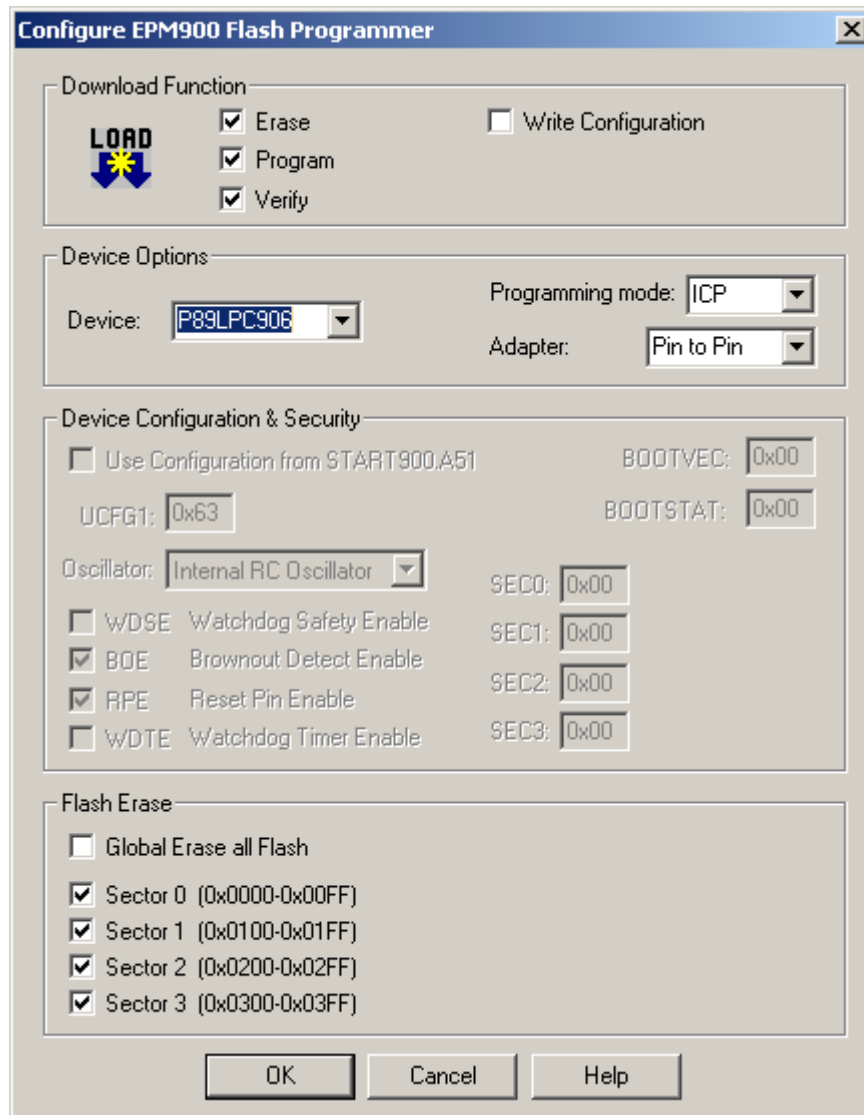 Configure EPM900 Flash Programmer
Download Function
LOAD
Erase
Write Configuration
Program
Verify
Device Options
Programming mode: ICP
Device: P89LPC906
Adapter: Pin to Pin
Device Configuration & Security
Use Configuration from START900.A51
BOOTVEC: 0x00
UCFG1: 0x63
BOOTSTAT: 0x00
Oscillator: Internal RC Oscillator
SEC0: 0x00
WDSE Watchdog Safety Enable
SEC1: 0x00
BOE Brownout Detect Enable
SEC2: 0x00
RPE Reset Pin Enable
SEC3: 0x00
WDTE Watchdog Timer Enable
Flash Erase
Global Erase all Flash
Sector 0 (0x0000-0x00FF)
Sector 1 (0x0100-0x01FF)
Sector 2 (0x0200-0x02FF)
Sector 3 (0x0300-0x03FF)
OK
Cancel
Help